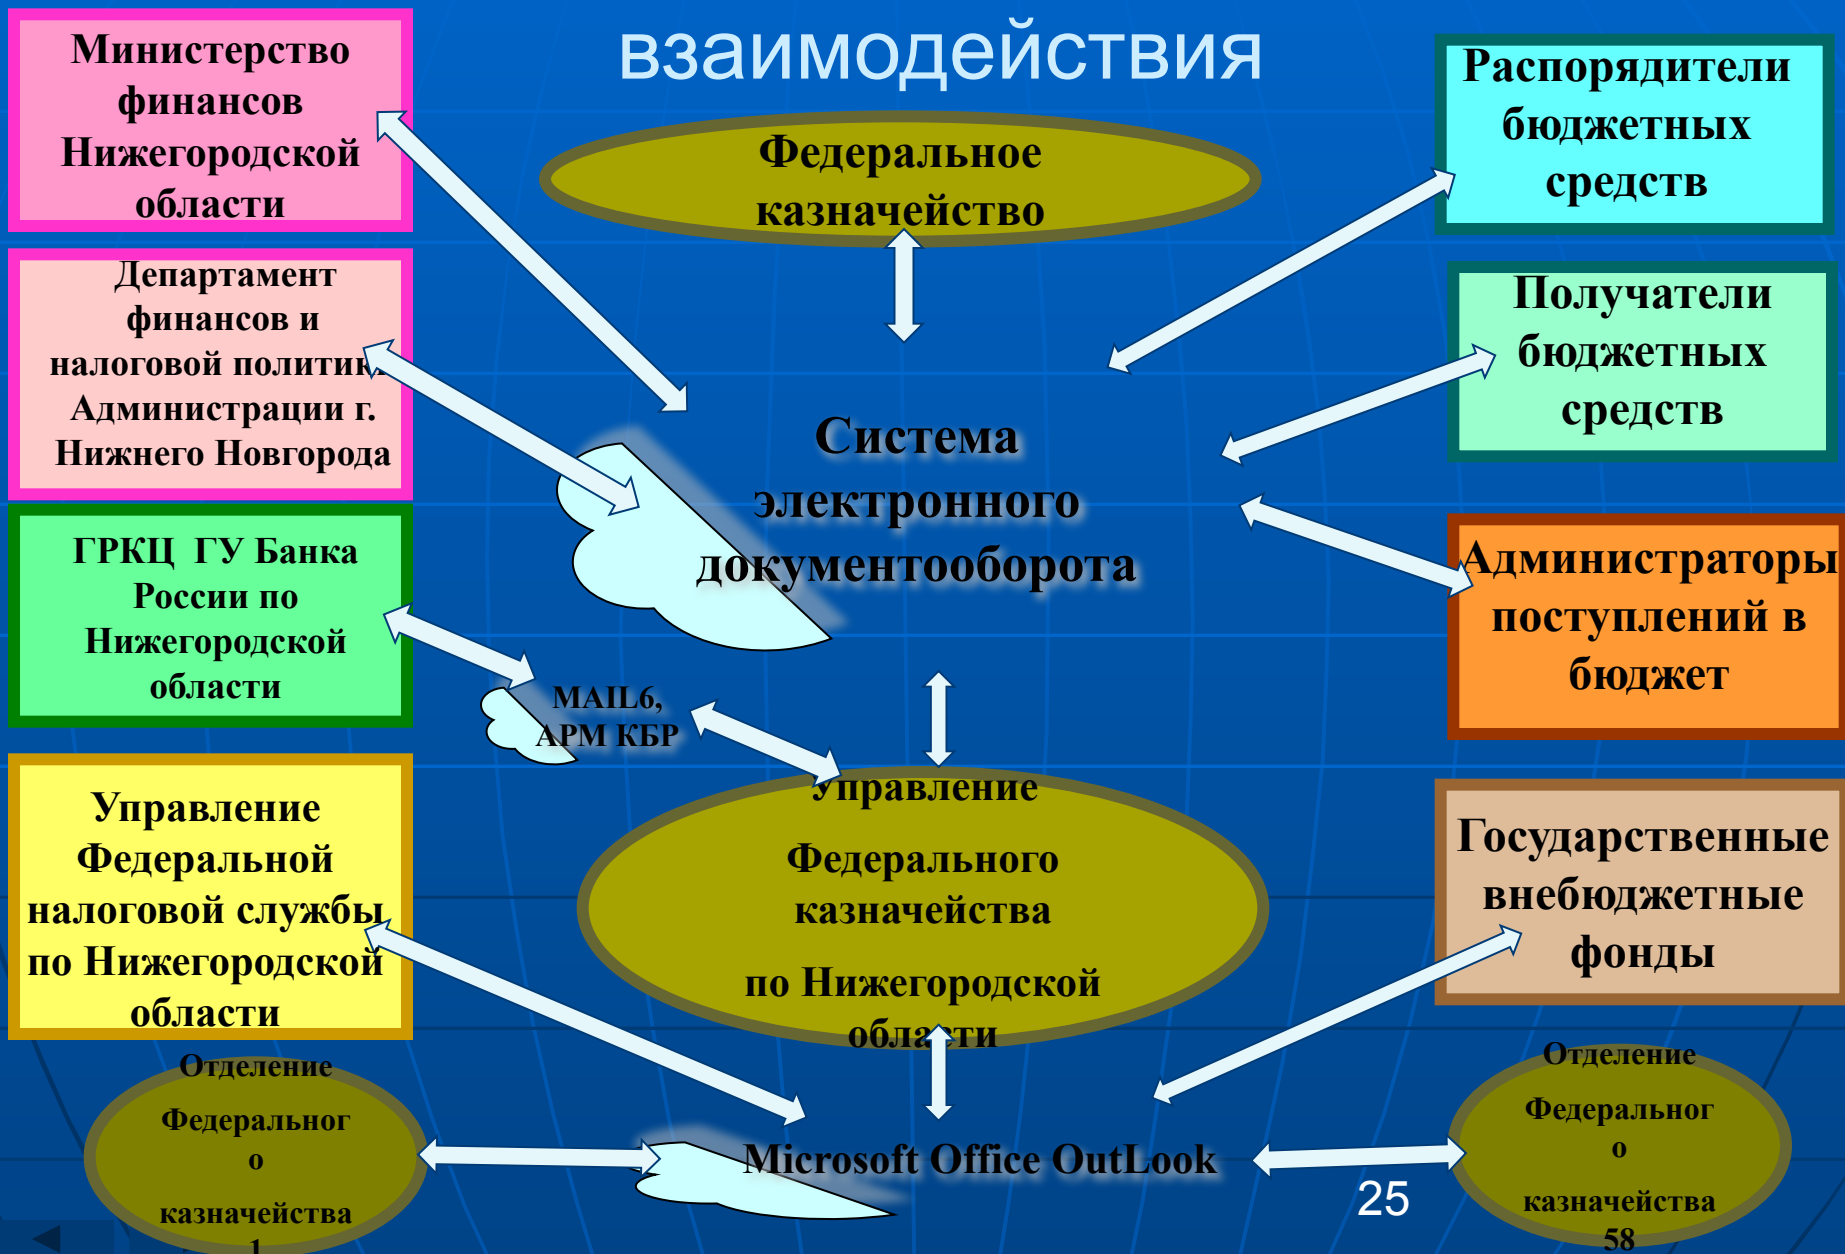 взаимодействия
Министерство
финансов
Нижегородской
области
Федеральное
казначейство
Распорядители
бюджетных
средств
Департамент
финансов и
налоговой политики
Администрации г.
Нижнего Новгорода
Получатели
бюджетных
средств
Система
электронного
документооборота
ГРКЦ ГУ Банка
России по
Нижегородской
области
Администраторы
поступлений в
бюджет
MAIL6,
АРМ КБР
Управление
Федеральной
налоговой службы
по Нижегородской
области
Управление
Федерального
казначейства
по Нижегородской
области
Государственные
внебюджетные
фонды
Отделение
Федеральног
о
казначейства
1
Microsoft Office OutLook
Отделение
Федеральног
о
казначейства
58
25